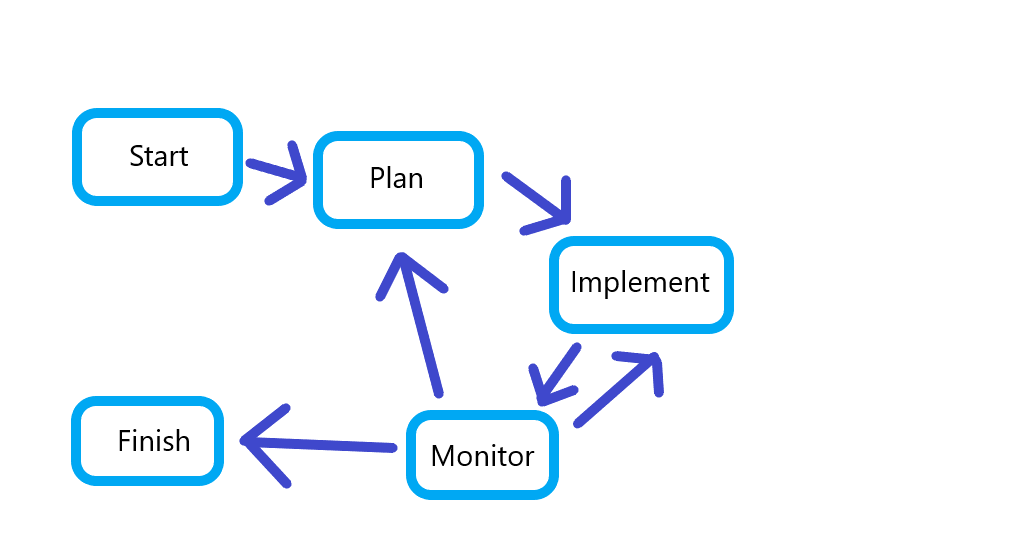 Start
Plan
Implement
Monitor
Finish